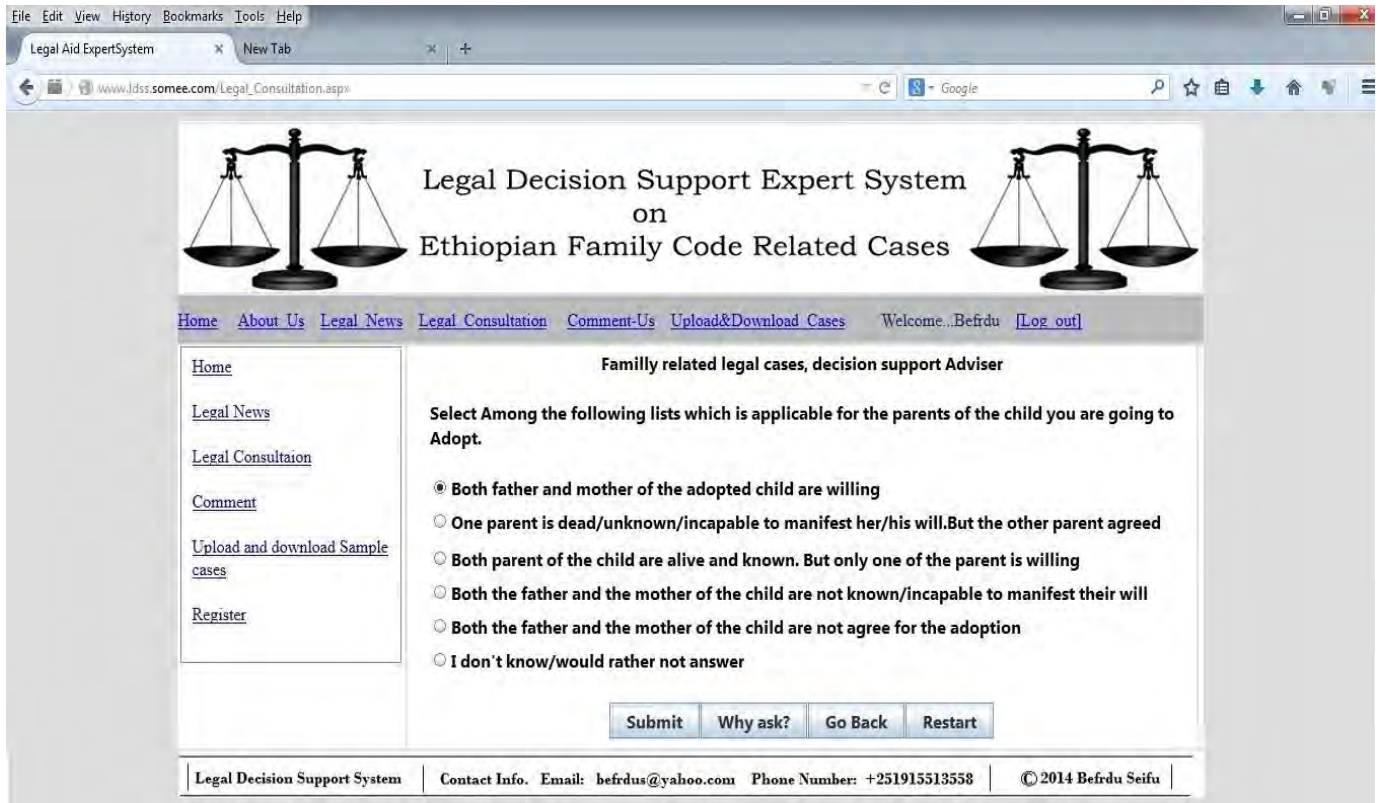 File Edit View History Bookmarks Tools Help
Legal Aid ExpertSystem × New Tab × +
www.ldss.somee.com/Legal_Consultation.aspx Google
Legal Decision Support Expert System
on
Ethiopian Family Code Related Cases
Home About Us Legal News Legal Consultation Comment-Us Upload&Download Cases Welcome...Befrdu [Log out]
Home
Legal News
Legal Consultaion
Comment
Upload and download Sample
cases
Register
Familly related legal cases, decision support Adviser
Select Among the following lists which is applicable for the parents of the child you are going to
Adopt.
Both father and mother of the adopted child are willing
One parent is dead/unknown/incapable to manifest her/his will.But the other parent agreed
Both parent of the child are alive and known. But only one of the parent is willing
Both the father and the mother of the child are not known/incapable to manifest their will
Both the father and the mother of the child are not agree for the adoption
I don't know/would rather not answer
Submit Why ask? Go Back Restart
Legal Decision Support System Contact Info. Email: befrdus@yahoo.com Phone Number: +251915513558 © 2014 Befrdu Seifu